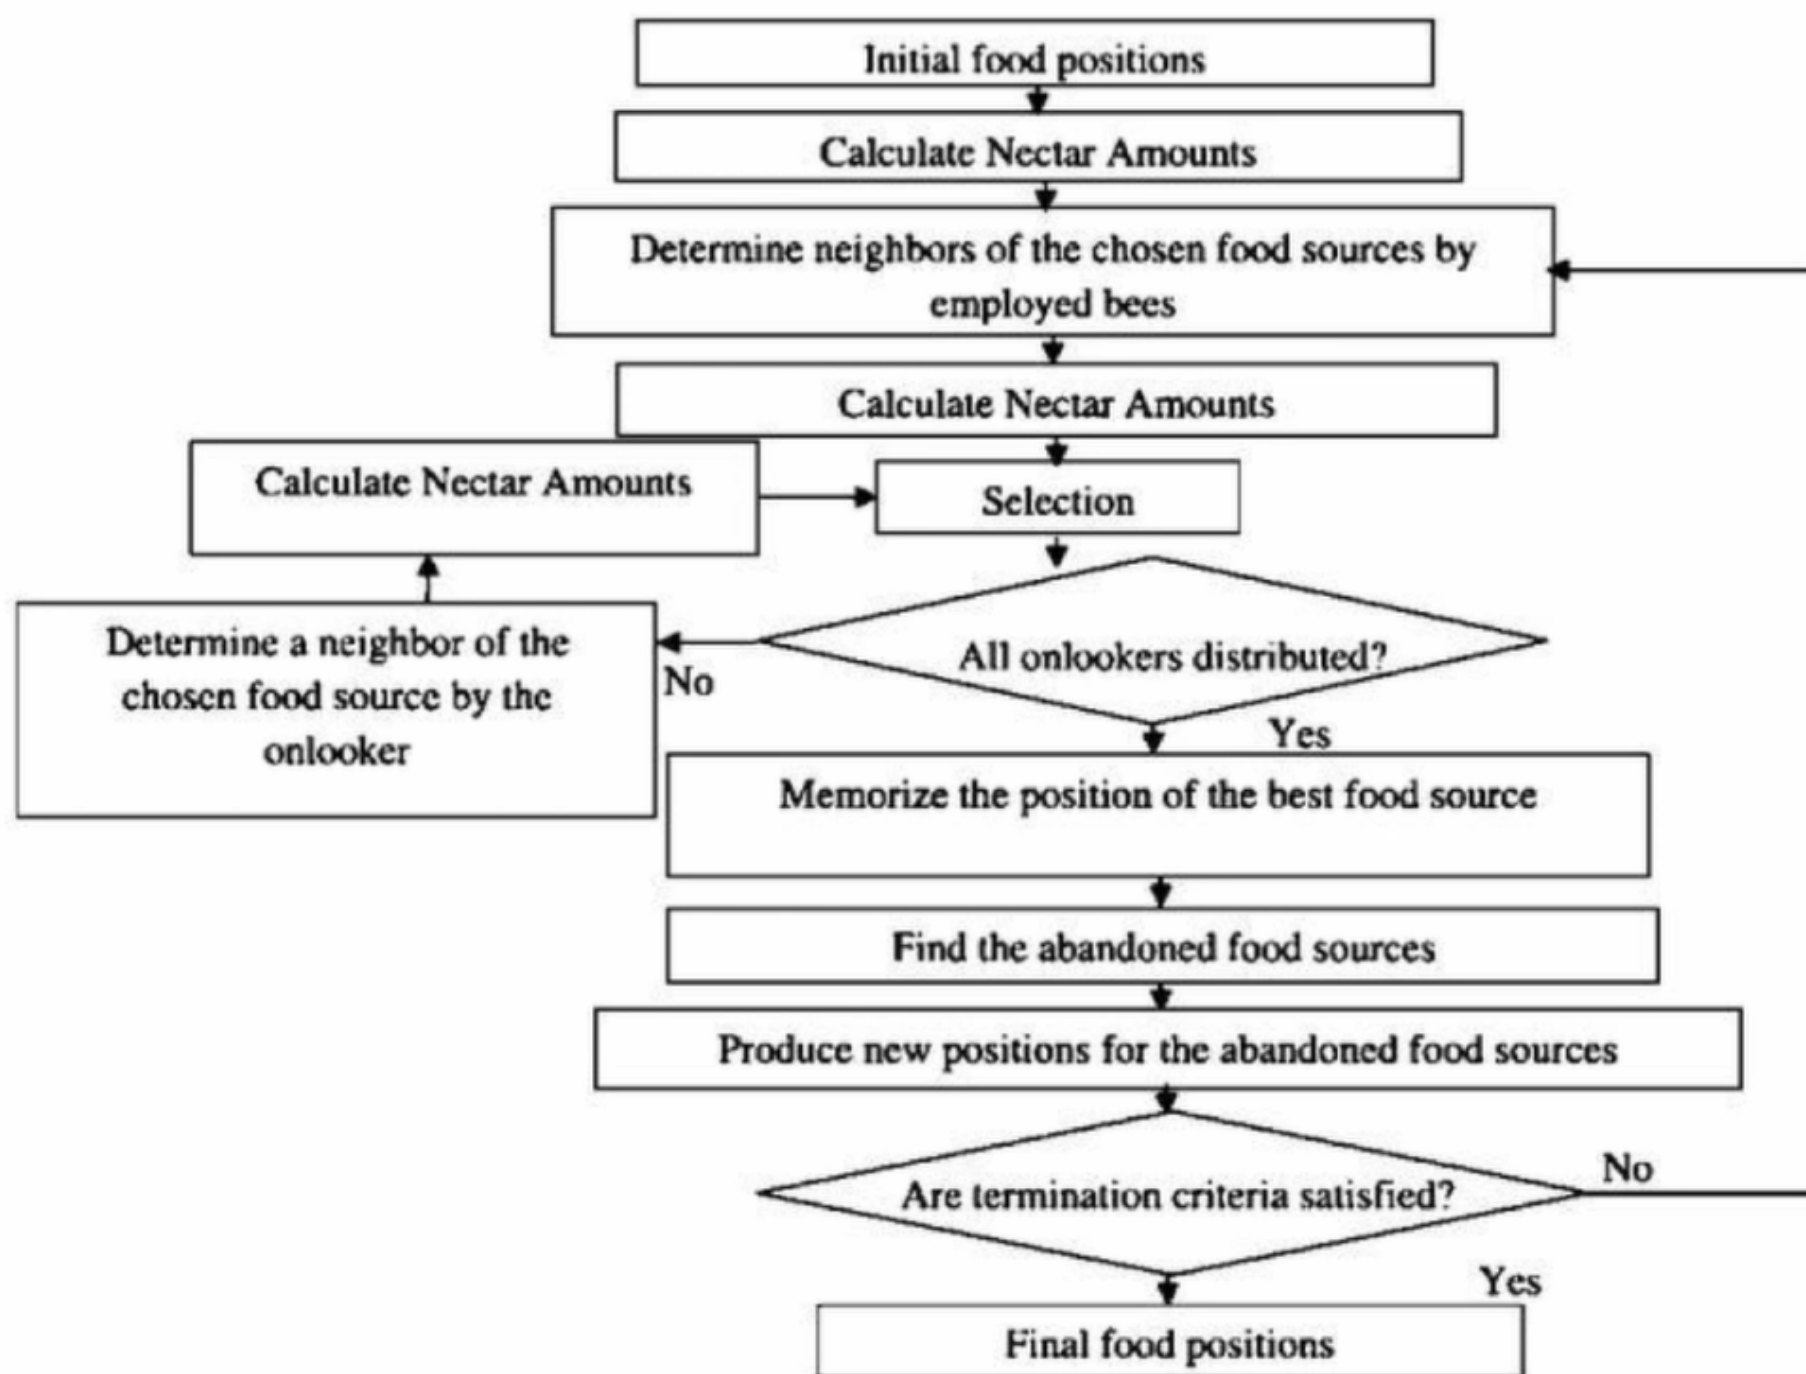 Initial food positions
Calculate Nectar Amounts
Determine neighbors of the chosen food sources by
employed bees
Calculate Nectar Amounts
Calculate Nectar Amounts
Selection
Determine a neighbor of the
chosen food source by the
onlooker
No
All onlookers distributed?
Yes
Memorize the position of the best food source
Find the abandoned food sources
Produce new positions for the abandoned food sources
Are termination criteria satisfied?
No
Yes
Final food positions